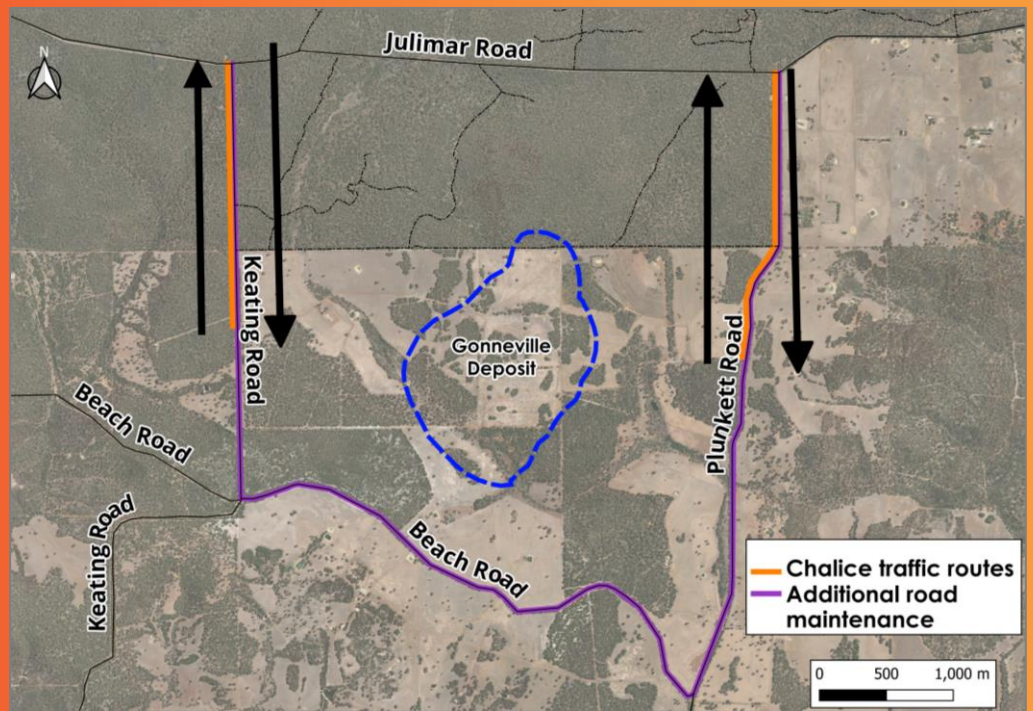 N
Julimar Road
Keating Road
Gonneville
Deposit
Plunkett Road
Beach Road
Keating Road
Beach Road
Chalice traffic routes
Additional road
maintenance
0 500 1,000 m